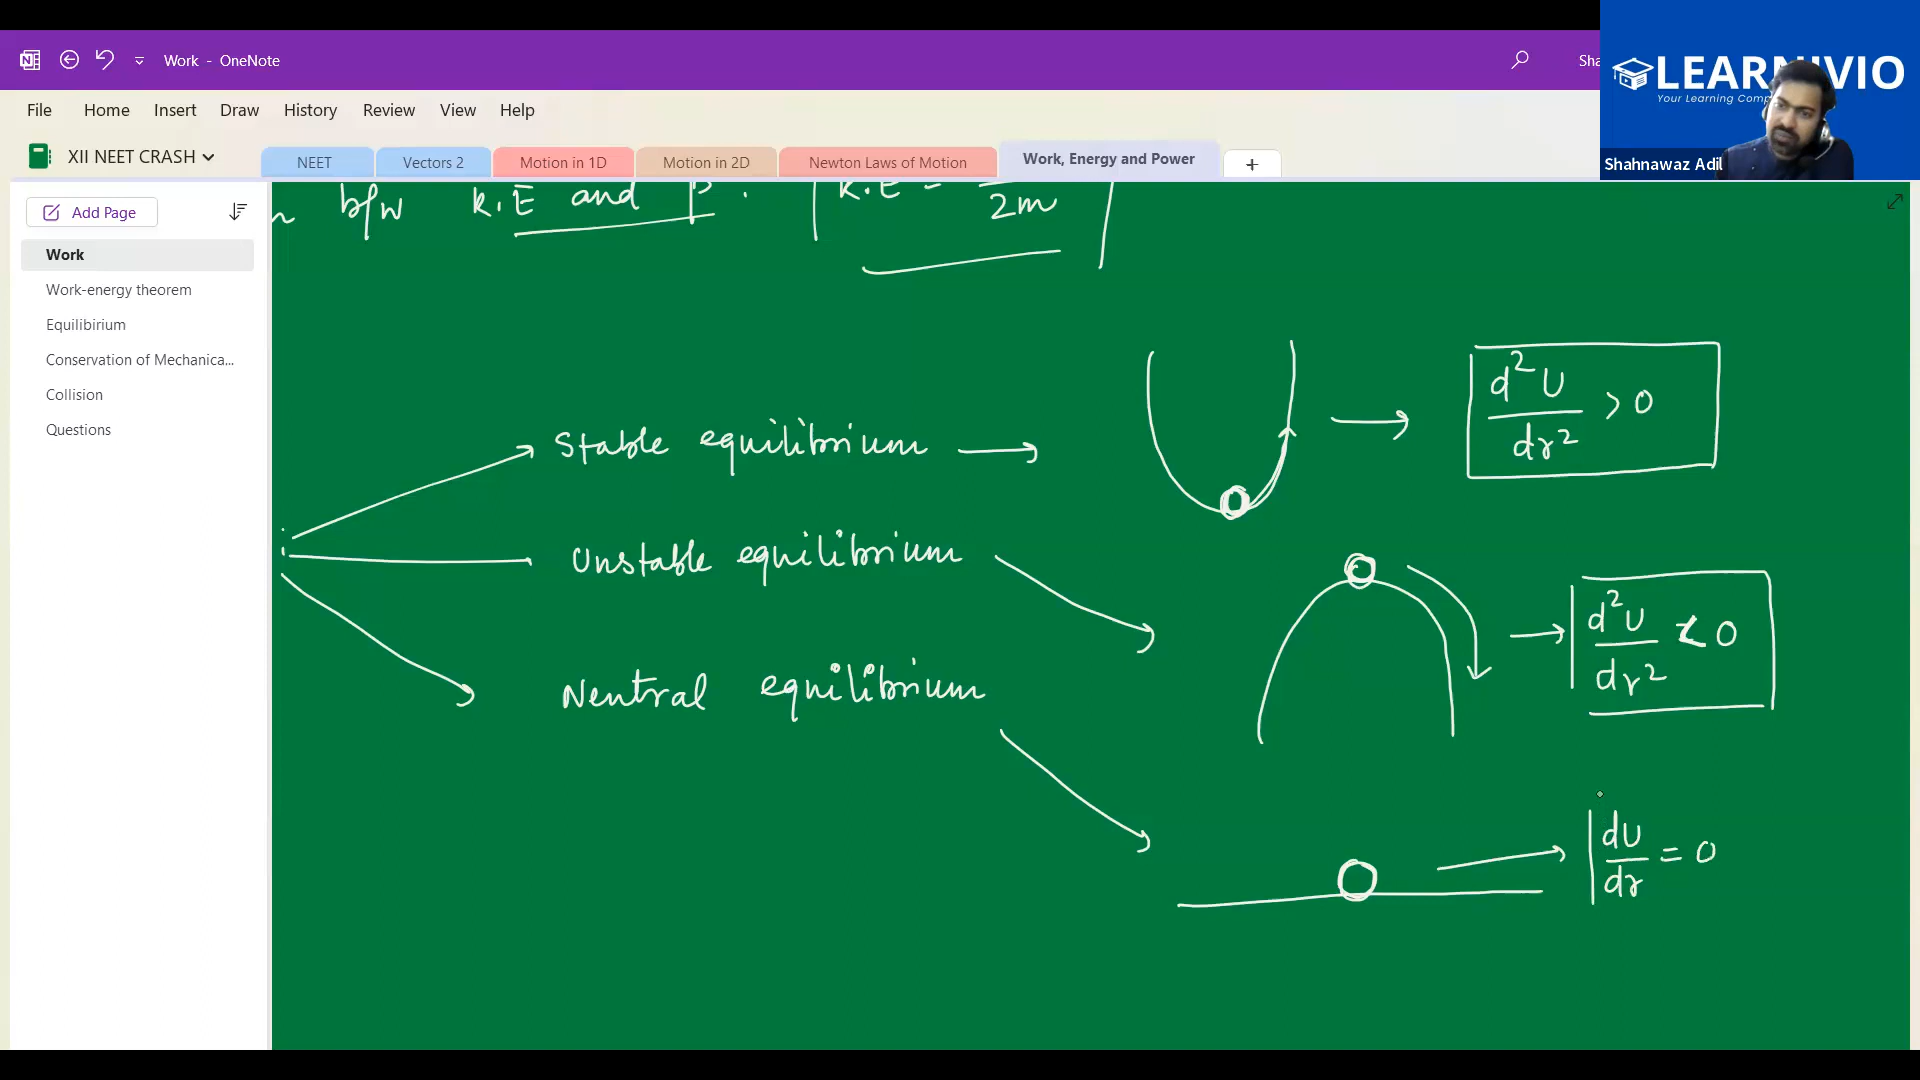 Work - OneNote
Sha
LEARNIVIO
Your Learning Comp
Shahnawaz Adil
File Home Insert Draw History Review View Help
XII NEET CRASH
NEET
Vectors 2
Motion in 1D
Motion in 2D
Newton Laws of Motion
Work, Energy and Power
+
Add Page
Work
Work-energy theorem
Equilibirium
Conservation of Mechanica...
Collision
Questions
n b/w K.E and p. K.E = 2m
Stable equilibrium → → d²U/dr² > 0
Unstable equilibrium → d²U/dr² < 0
Neutral equilibrium → dU/dr = 0